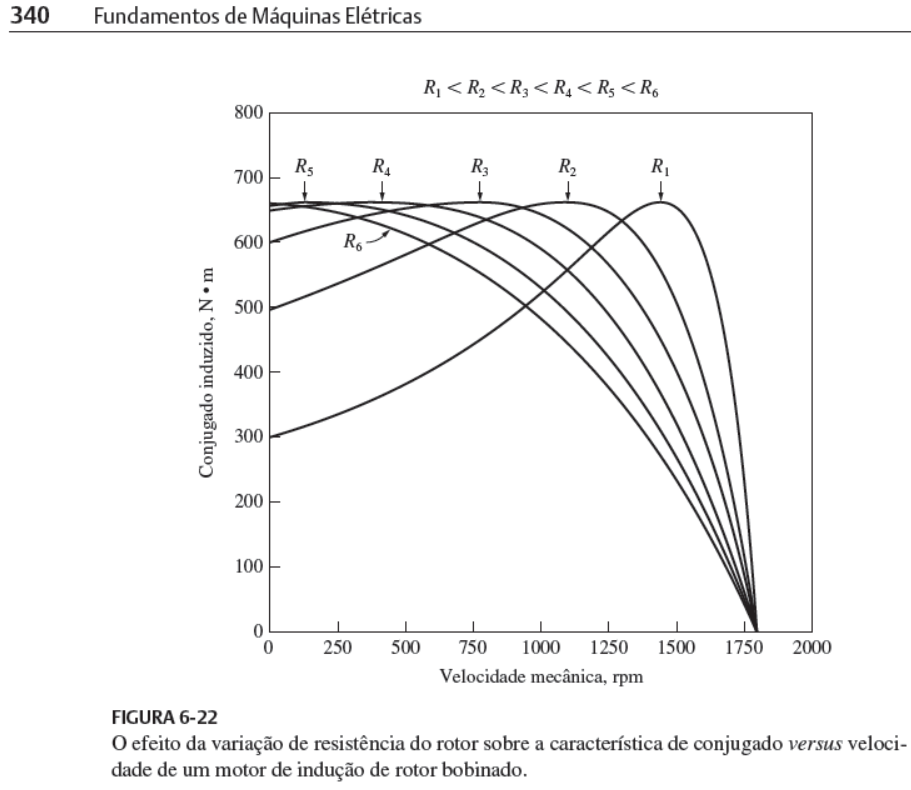 340 Fundamentos de Máquinas Elétricas
R₁ < R₂ < R₃ < R₄ < R₅ < R₆
800
700
600
500
400
300
200
100
0
Conjugado induzido, N • m
R₅ R₄ R₃ R₂ R₁
R₆
0 250 500 750 1000 1250 1500 1750 2000
Velocidade mecânica, rpm
FIGURA 6-22
O efeito da variação de resistência do rotor sobre a característica de conjugado versus veloci-
dade de um motor de indução de rotor bobinado.